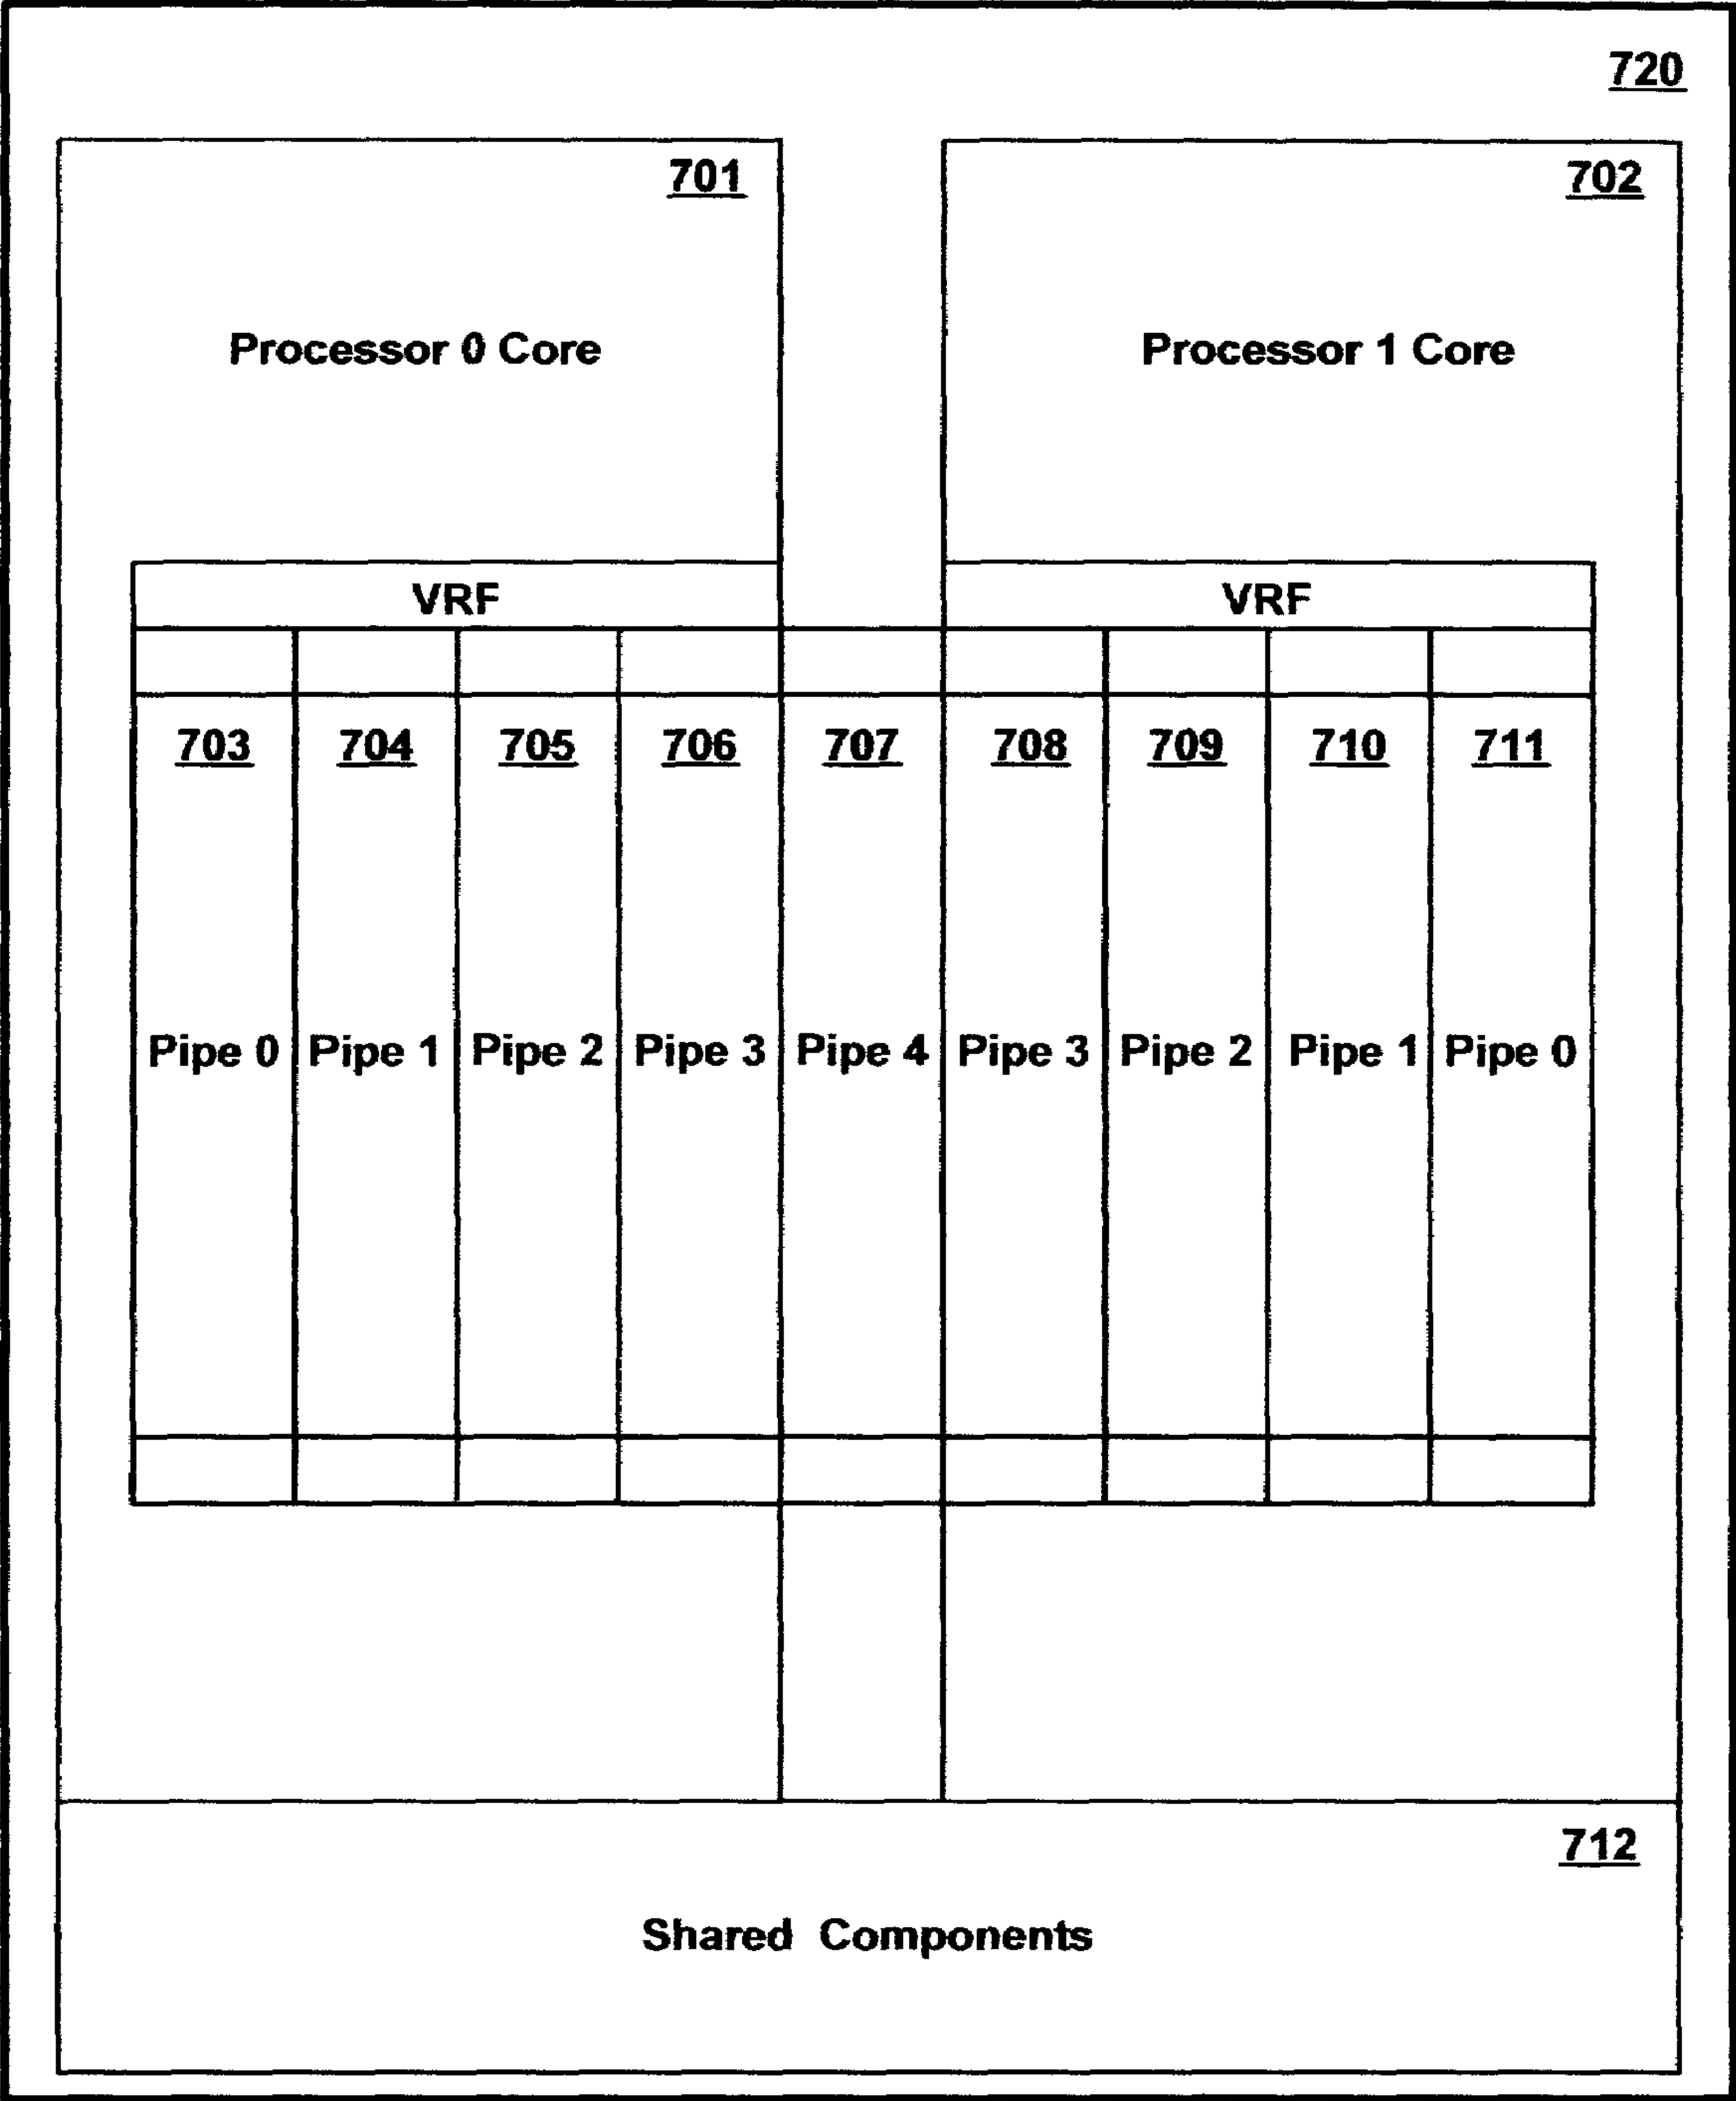 720
701
702
Processor 0 Core
Processor 1 Core
VRF
VRF
703 704 705 706 707 708 709 710 711
Pipe 0 Pipe 1 Pipe 2 Pipe 3 Pipe 4 Pipe 3 Pipe 2 Pipe 1 Pipe 0
712
Shared Components